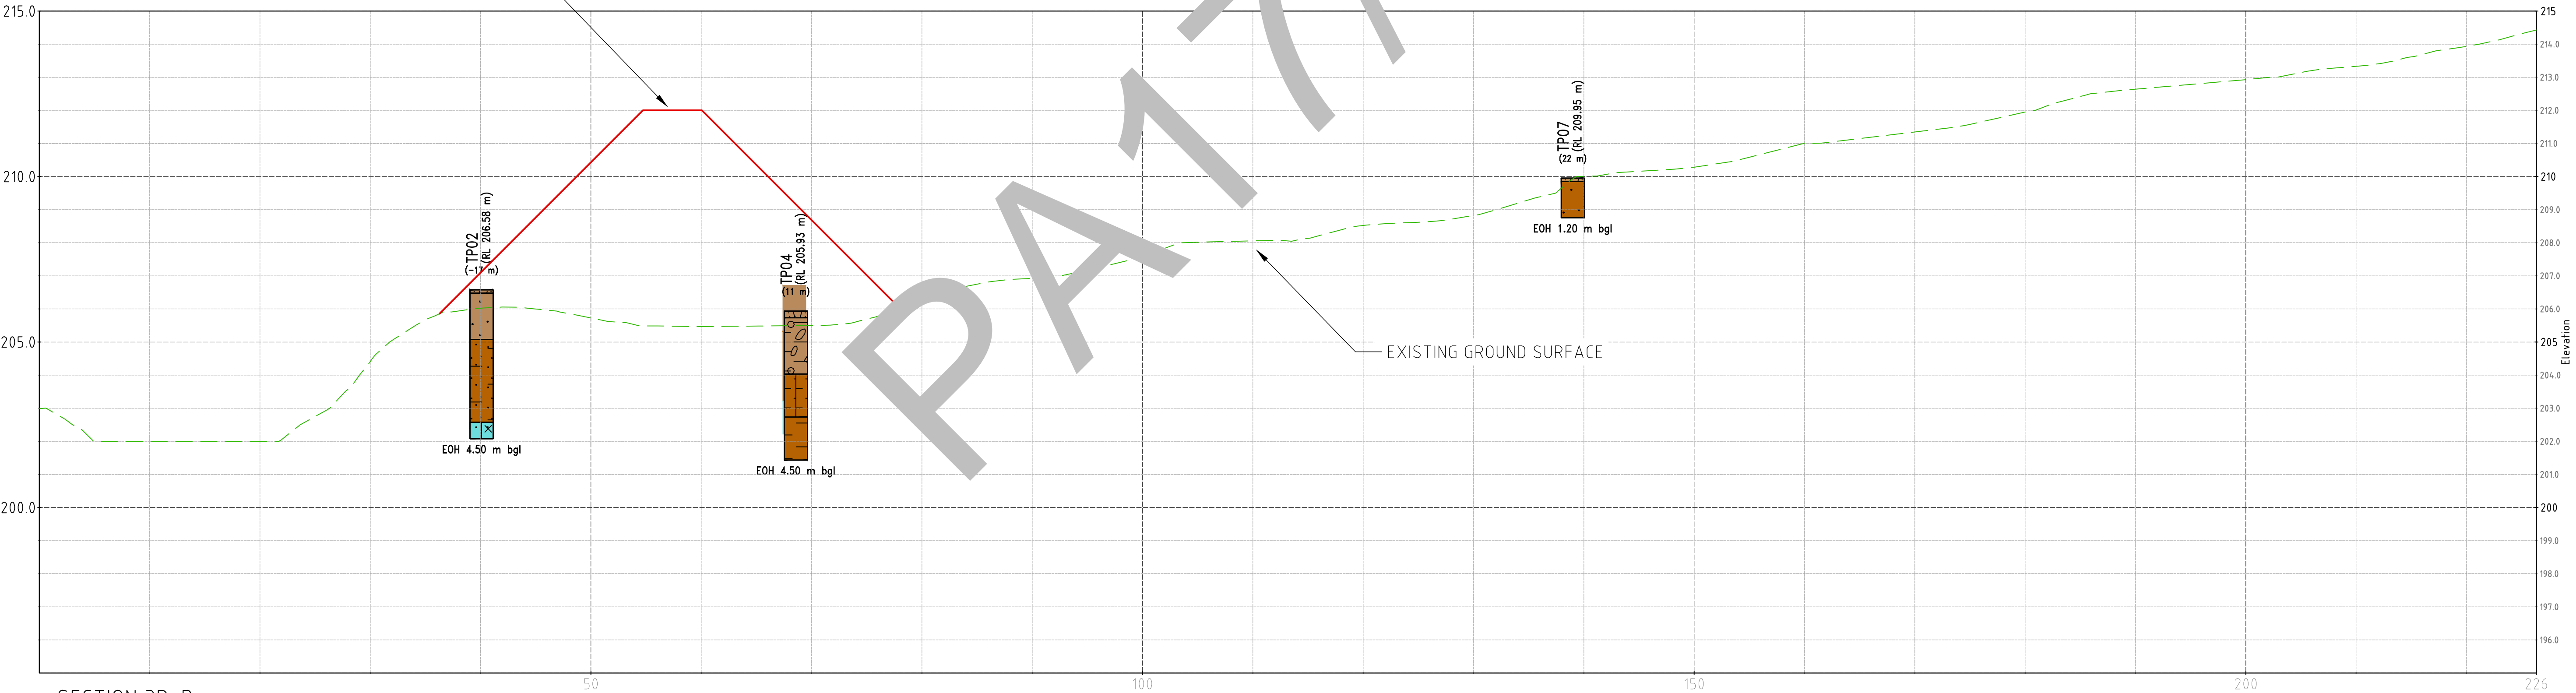 215.0
210.0
205.0
200.0
TP02
(RL 206.58 m)
(-17 m)
EOH 4.50 m bgl
TP04
(RL 205.93 m)
(11 m)
EOH 4.50 m bgl
TP07
(RL 209.95 m)
(22 m)
EOH 1.20 m bgl
EXISTING GROUND SURFACE
PA17
215
214.0
213.0
212.0
211.0
210
209.0
208.0
207.0
206.0
205
204.0
203.0
202.0
201.0
200
199.0
198.0
197.0
196.0
Elevation
50
100
150
200
226